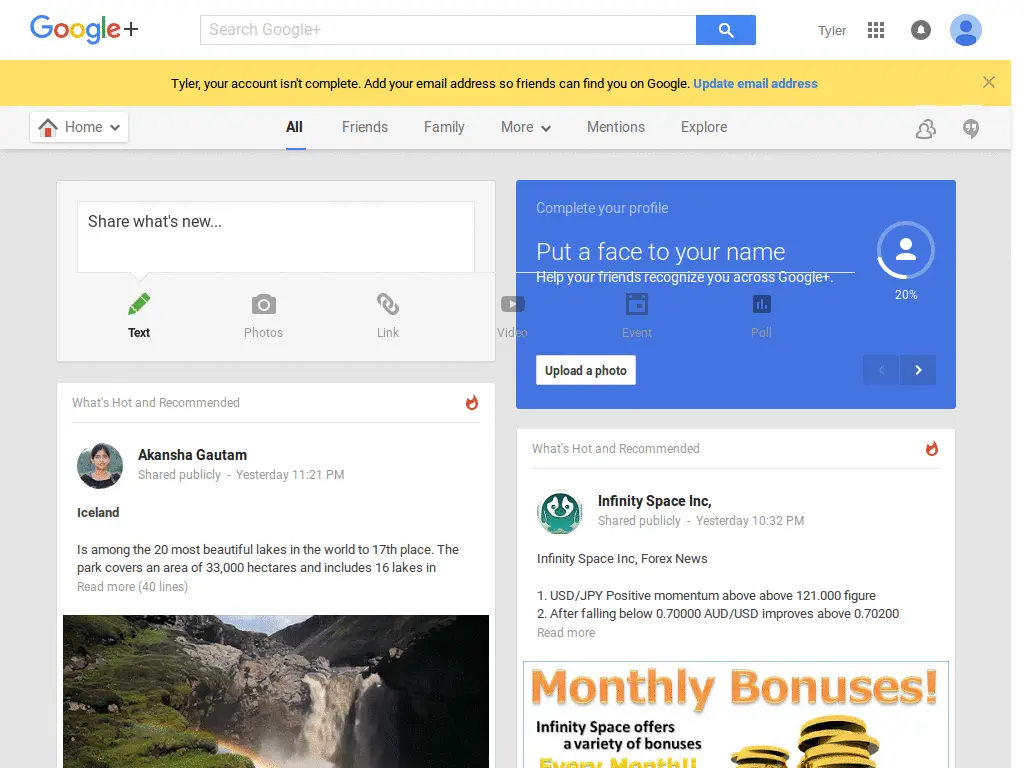 Google+
Search Google+
Tyler
Tyler, your account isn't complete. Add your email address so friends can find you on Google. Update email address
Home
All Friends Family More Mentions Explore
Share what's new...
Text Photos Link Video Event Poll
Complete your profile
Put a face to your name
Help your friends recognize you across Google+.
20%
Upload a photo
What's Hot and Recommended
Akansha Gautam
Shared publicly - Yesterday 11:21 PM
Iceland
Is among the 20 most beautiful lakes in the world to 17th place. The
park covers an area of 33,000 hectares and includes 16 lakes in
Read more (40 lines)
What's Hot and Recommended
Infinity Space Inc,
Shared publicly - Yesterday 10:32 PM
Infinity Space Inc, Forex News
1. USD/JPY Positive momentum above above 121.000 figure
2. After falling below 0.70000 AUD/USD improves above 0.70200
Read more
Monthly Bonuses!
Infinity Space offers
a variety of bonuses
Every Month!!